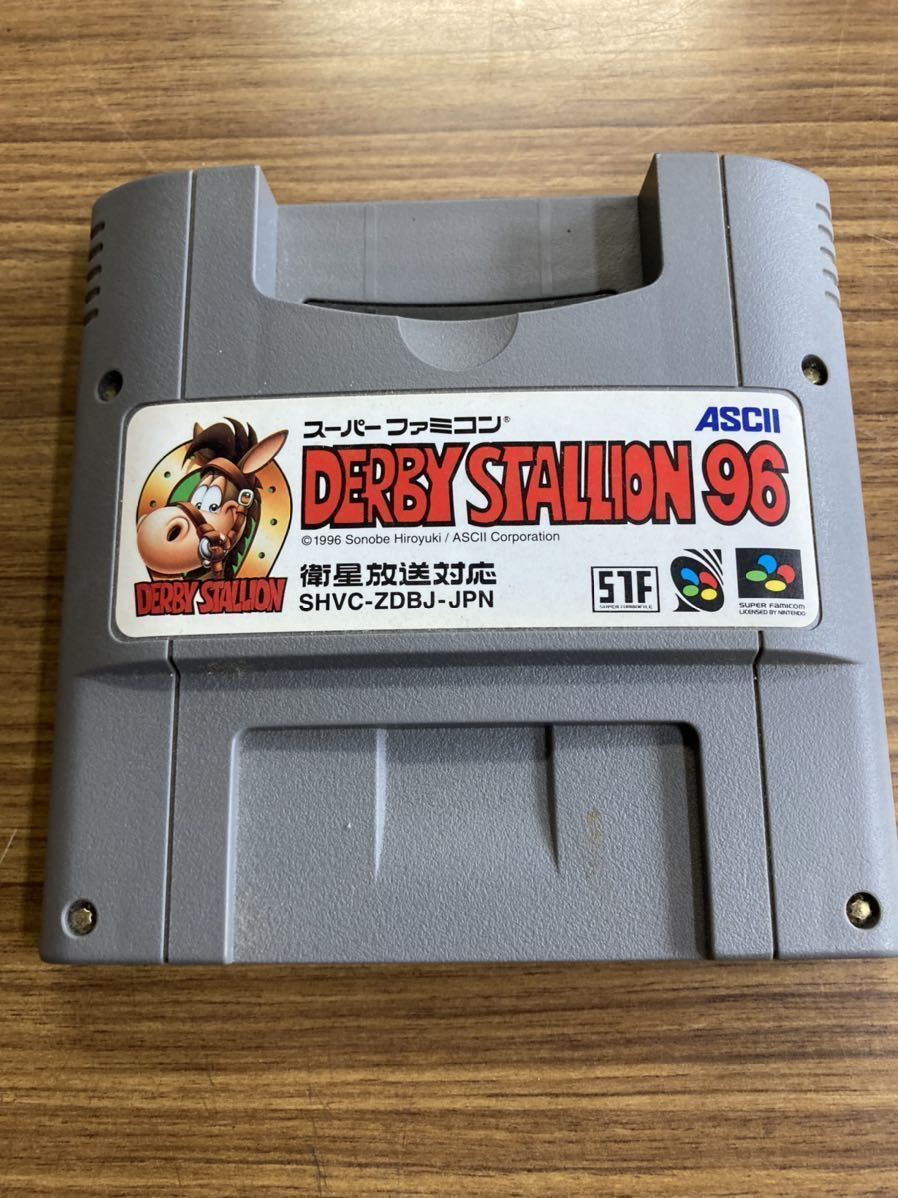 スーパーファミコン®
ASCII
DERBY STALLION 96
©1996 Sonobe Hiroyuki / ASCII Corporation
DERBY STALLION
衛星放送対応
SHVC-ZDBJ-JPN
STF
SUPER FAMICOM
LICENSED BY NINTENDO